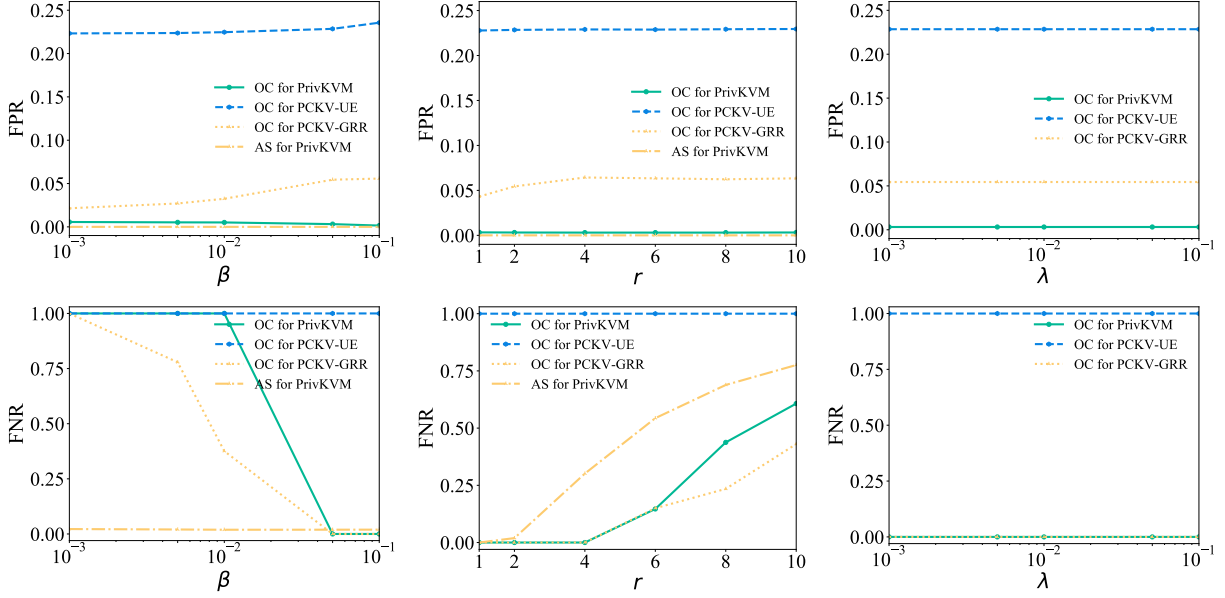 0.25
0.20
0.15
0.10
0.05
0.00
FPR
OC for PrivKVM
OC for PCKV-UE
OC for PCKV-GRR
AS for PrivKVM
10⁻³
10⁻²
10⁻¹
β
0.25
0.20
0.15
0.10
0.05
0.00
FPR
OC for PrivKVM
OC for PCKV-UE
OC for PCKV-GRR
AS for PrivKVM
1 2 4 6 8 10
r
0.25
0.20
0.15
0.10
0.05
0.00
FPR
OC for PrivKVM
OC for PCKV-UE
OC for PCKV-GRR
10⁻³
10⁻²
10⁻¹
λ
1.00
0.75
0.50
0.25
0.00
FNR
OC for PrivKVM
OC for PCKV-UE
OC for PCKV-GRR
AS for PrivKVM
10⁻³
10⁻²
10⁻¹
β
1.00
0.75
0.50
0.25
0.00
FNR
OC for PrivKVM
OC for PCKV-UE
OC for PCKV-GRR
AS for PrivKVM
1 2 4 6 8 10
r
1.00
0.75
0.50
0.25
0.00
FNR
OC for PrivKVM
OC for PCKV-UE
OC for PCKV-GRR
10⁻³
10⁻²
10⁻¹
λ